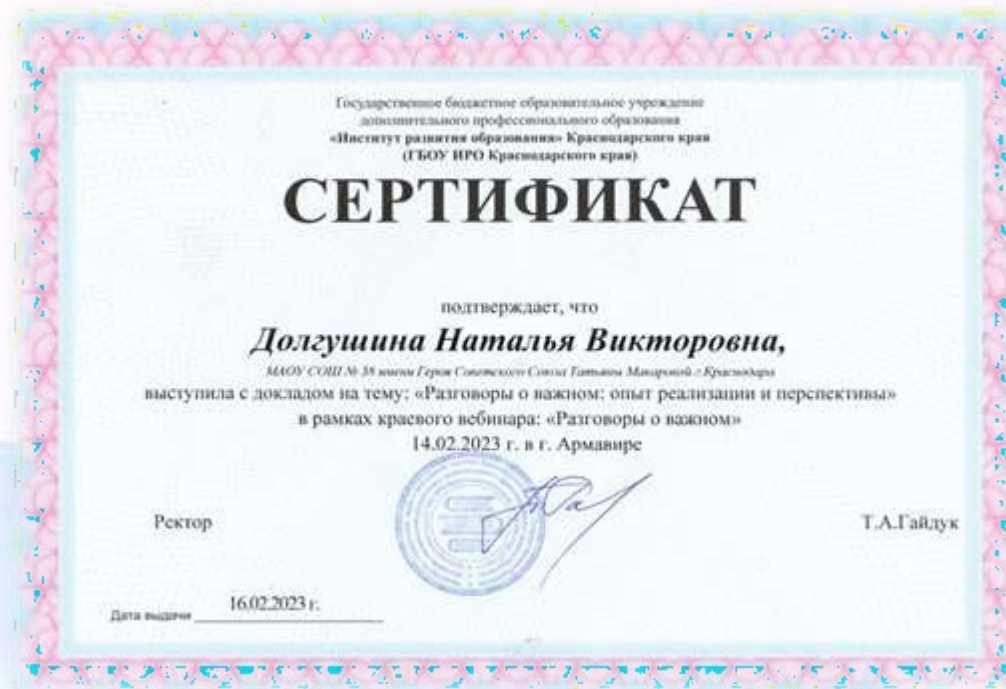 Государственное бюджетное образовательное учреждение
дополнительного профессионального образования
«Институт развития образования» Краснодарского края
(ГБОУ ИРО Краснодарского края)
СЕРТИФИКАТ
подтверждает, что
Долгушина Наталья Викторовна,
МАОУ СОШ № 38 имени Героя Советского Союза Татьяны Макаровой г.Краснодара
выступила с докладом на тему: «Разговоры о важном: опыт реализации и перспективы»
в рамках краевого вебинара: «Разговоры о важном»
14.02.2023 г. в г. Армавире
Ректор
Т.А.Гайдук
Дата выдачи 16.02.2023 г.